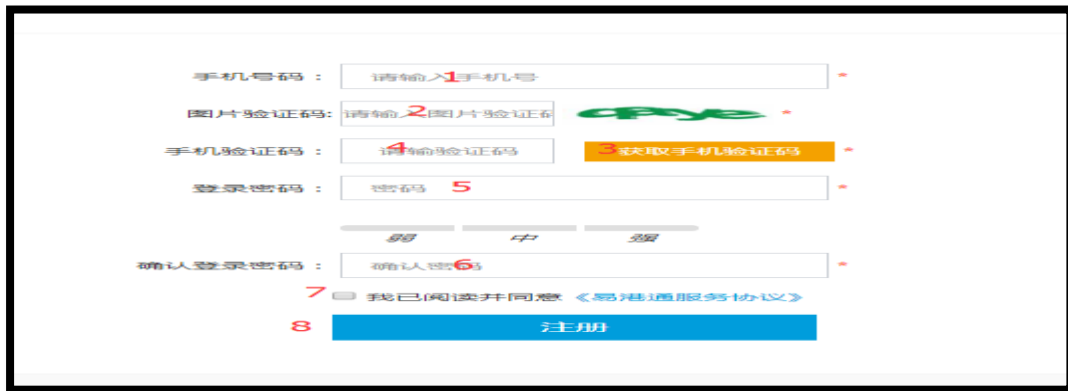 手机号码： 请输入1手机号 *
图片验证码: 请输入2图片验证码 *
手机验证码： 4请输验证码 3获取手机验证码 *
登录密码： 密码 5 *
弱 中 强
确认登录密码： 确认密码6 *
7 我已阅读并同意《易港通服务协议》
8 注册